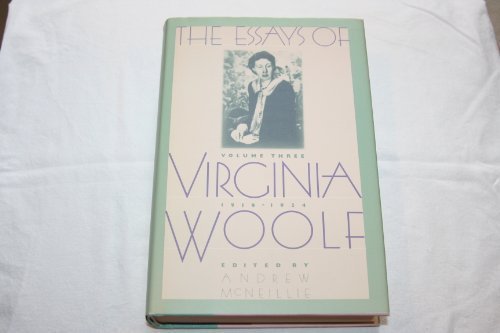 THE ESSAYS OF
VOLUME THREE
VIRGINIA
1919-1924
WOOLF
EDITED BY
ANDREW
McNEILLIE